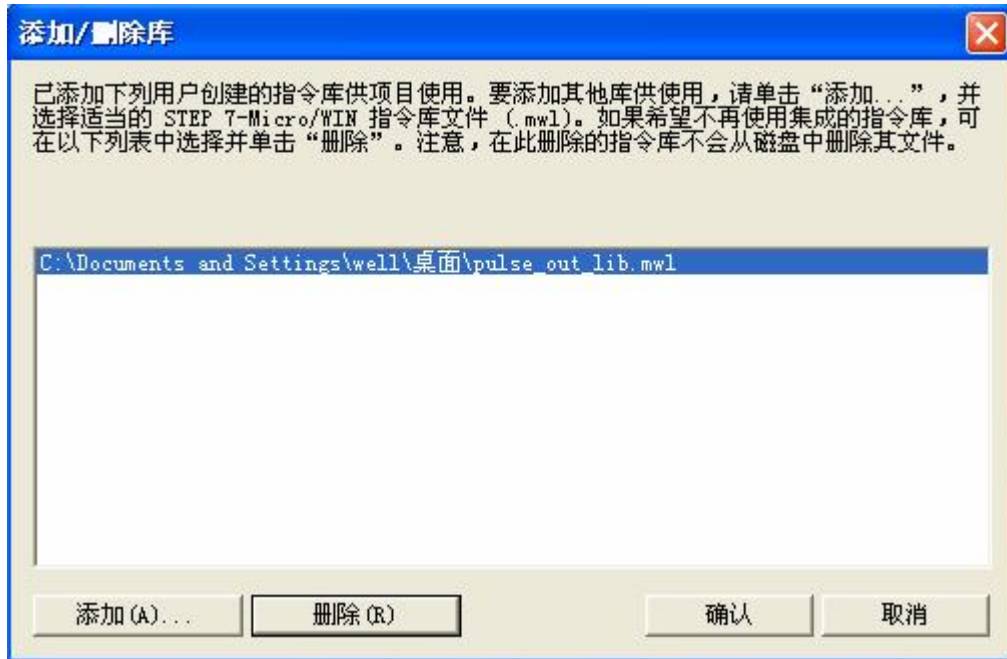 添加/删除库
已添加下列用户创建的指令库供项目使用。要添加其他库供使用，请单击“添加...”，并
选择适当的 STEP 7-Micro/WIN 指令库文件 (.mwl)。如果希望不再使用集成的指令库，可
在以下列表中选择并单击“删除”。注意，在此删除的指令库不会从磁盘中删除其文件。
C:\Documents and Settings\well\桌面\pulse_out_lib.mwl
添加(A)... 删除(R) 确认 取消